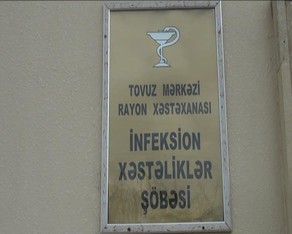 TOVUZ MƏRKƏZİ
RAYON XƏSTƏXANASI
İNFEKSİON
XƏSTƏLİKLƏR
ŞÖBƏSİ